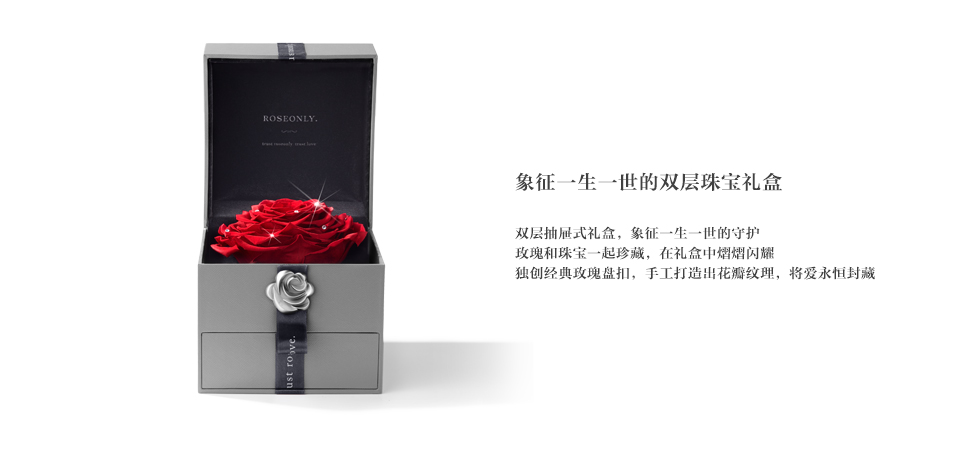 ROSEONLY.
象征一生一世的双层珠宝礼盒
双层抽屉式礼盒，象征一生一世的守护
玫瑰和珠宝一起珍藏，在礼盒中熠熠闪耀
独创经典玫瑰盘扣，手工打造出花瓣纹理，将爱永恒封藏